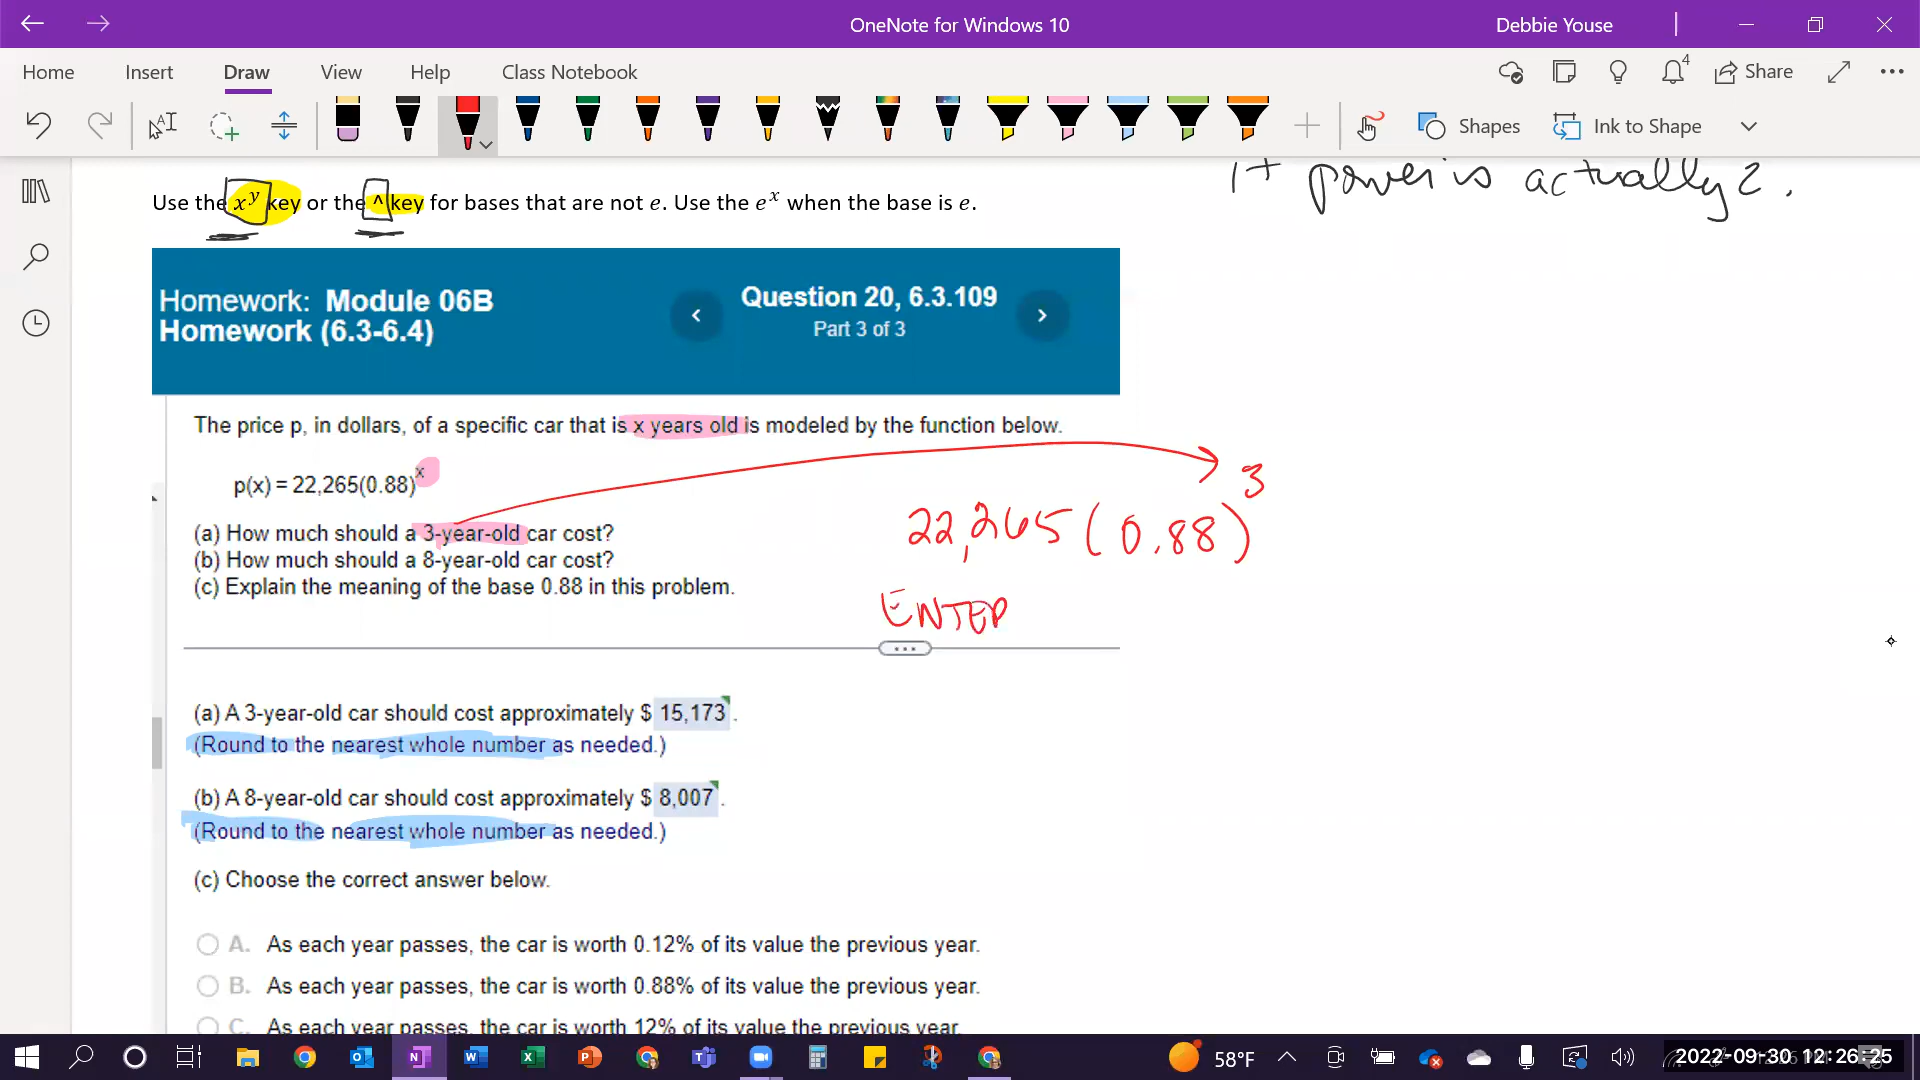 OneNote for Windows 10
Debbie Youse
Home Insert Draw View Help Class Notebook
4
Share
Shapes
Ink to Shape
1+ power is actually 2.
Use the x^y key or the ^ key for bases that are not e. Use the e^x when the base is e.
Homework: Module 06B
Homework (6.3-6.4)
Question 20, 6.3.109
Part 3 of 3
The price p, in dollars, of a specific car that is x years old is modeled by the function below.
p(x) = 22,265(0.88)^x
(a) How much should a 3-year-old car cost?
(b) How much should a 8-year-old car cost?
(c) Explain the meaning of the base 0.88 in this problem.
22,265(0.88)^3
ENTER
(a) A 3-year-old car should cost approximately $ 15,173.
(Round to the nearest whole number as needed.)
(b) A 8-year-old car should cost approximately $ 8,007.
(Round to the nearest whole number as needed.)
(c) Choose the correct answer below.
A. As each year passes, the car is worth 0.12% of its value the previous year.
B. As each year passes, the car is worth 0.88% of its value the previous year.
C. As each year passes, the car is worth 12% of its value the previous year.
58°F
2022-09-30 12:26:25